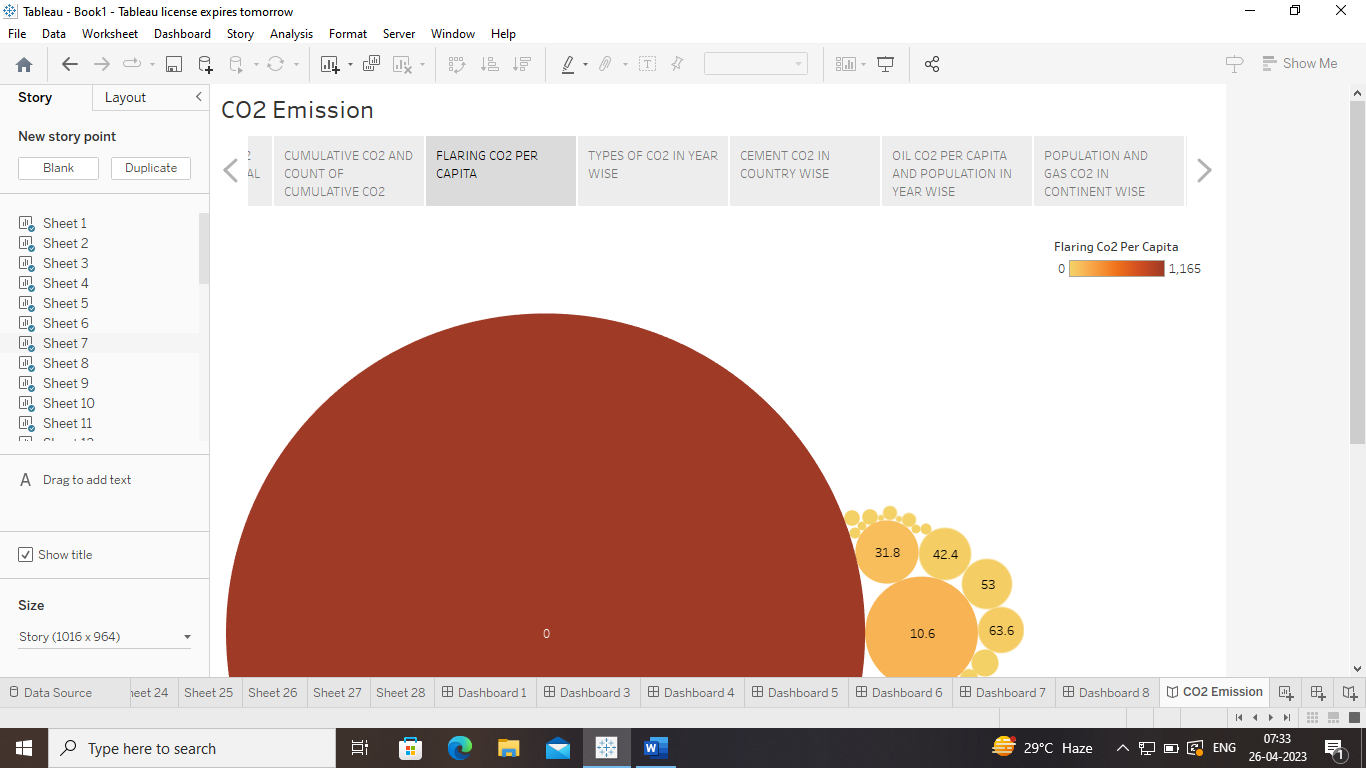 Tableau - Book1 - Tableau license expires tomorrow
File Data Worksheet Dashboard Story Analysis Format Server Window Help
Show Me
Story Layout
New story point
Blank Duplicate
Sheet 1
Sheet 2
Sheet 3
Sheet 4
Sheet 5
Sheet 6
Sheet 7
Sheet 8
Sheet 9
Sheet 10
Sheet 11
A Drag to add text
Show title
Size
Story (1016 x 964)
CO2 Emission
CUMULATIVE CO2 AND
COUNT OF
CUMULATIVE CO2
FLARING CO2 PER
CAPITA
TYPES OF CO2 IN YEAR
WISE
CEMENT CO2 IN
COUNTRY WISE
OIL CO2 PER CAPITA
AND POPULATION IN
YEAR WISE
POPULATION AND
GAS CO2 IN
CONTINENT WISE
Flaring Co2 Per Capita
0 1,165
31.8
42.4
53
63.6
10.6
0
Data Source Sheet 25 Sheet 26 Sheet 27 Sheet 28 Dashboard 1 Dashboard 3 Dashboard 4 Dashboard 5 Dashboard 6 Dashboard 7 Dashboard 8 CO2 Emission
Type here to search
29°C Haze
ENG
07:33
26-04-2023
1